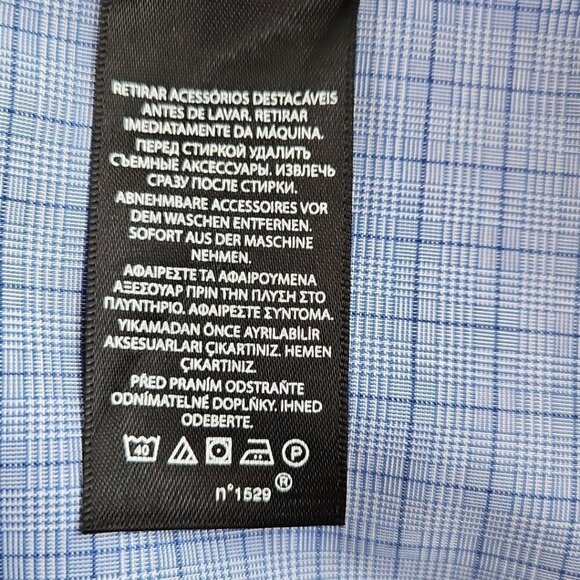 RETIRAR ACESSÓRIOS DESTACÁVEIS
ANTES DE LAVAR. RETIRAR
IMEDIATAMENTE DA MÁQUINA.
ПЕРЕД СТИРКОЙ УДАЛИТЬ
СЪЕМНЫЕ АКСЕССУАРЫ. ИЗВЛЕЧЬ
СРАЗУ ПОСЛЕ СТИРКИ.
ABNEHMBARE ACCESSOIRES VOR
DEM WASCHEN ENTFERNEN.
SOFORT AUS DER MASCHINE
NEHMEN.
ΑΦΑΙΡΕΣΤΕ ΤΑ ΑΦΑΙΡΟΥΜΕΝΑ
ΑΞΕΣΟΥΑΡ ΠΡΙΝ ΤΗΝ ΠΛΥΣΗ ΣΤΟ
ΠΛΥΝΤΗΡΙΟ. ΑΦΑΙΡΕΣΤΕ ΣΥΝΤΟΜΑ.
YIKAMADAN ÖNCE AYRILABİLİR
AKSESUARLARI ÇIKARTINIZ. HEMEN
ÇIKARTINIZ.
PŘED PRANÍM ODSTRAŇTE
ODNÍMATELNÉ DOPLŇKY. IHNED
ODEBERTE.
40 P
n°1529 ®